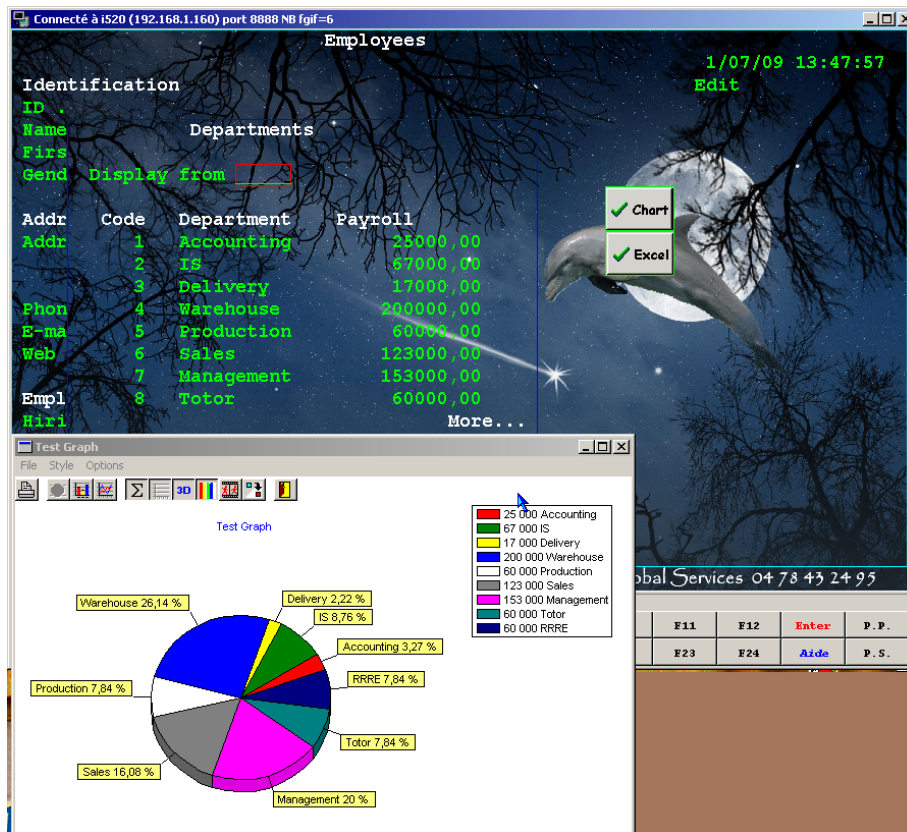 Connecté à i520 (192.168.1.160) port 8888 NB fgif=6
Employees
1/07/09 13:47:57
Identification
Edit
ID .
Name
Departments
Firs
Gend
Display from
Addr
Code
Department
Payroll
Chart
Addr
1 Accounting 25000,00
2 IS 67000,00
Excel
3 Delivery 17000,00
Phon
4 Warehouse 200000,00
E-ma
5 Production 60000,00
Web
6 Sales 123000,00
7 Management 153000,00
Empl
8 Totor 60000,00
Hiri
More...
Test Graph
File Style Options
3D
Test Graph
25 000 Accounting
67 000 IS
17 000 Delivery
200 000 Warehouse
60 000 Production
123 000 Sales
153 000 Management
60 000 Totor
60 000 RRRE
Warehouse 26,14 %
Delivery 2,22 %
IS 8,76 %
Accounting 3,27 %
RRRE 7,84 %
Production 7,84 %
Totor 7,84 %
Sales 16,08 %
Management 20 %
Services 04 78 43 24 95
F11 F12 Enter P.P.
F23 F24 Aide P.S.